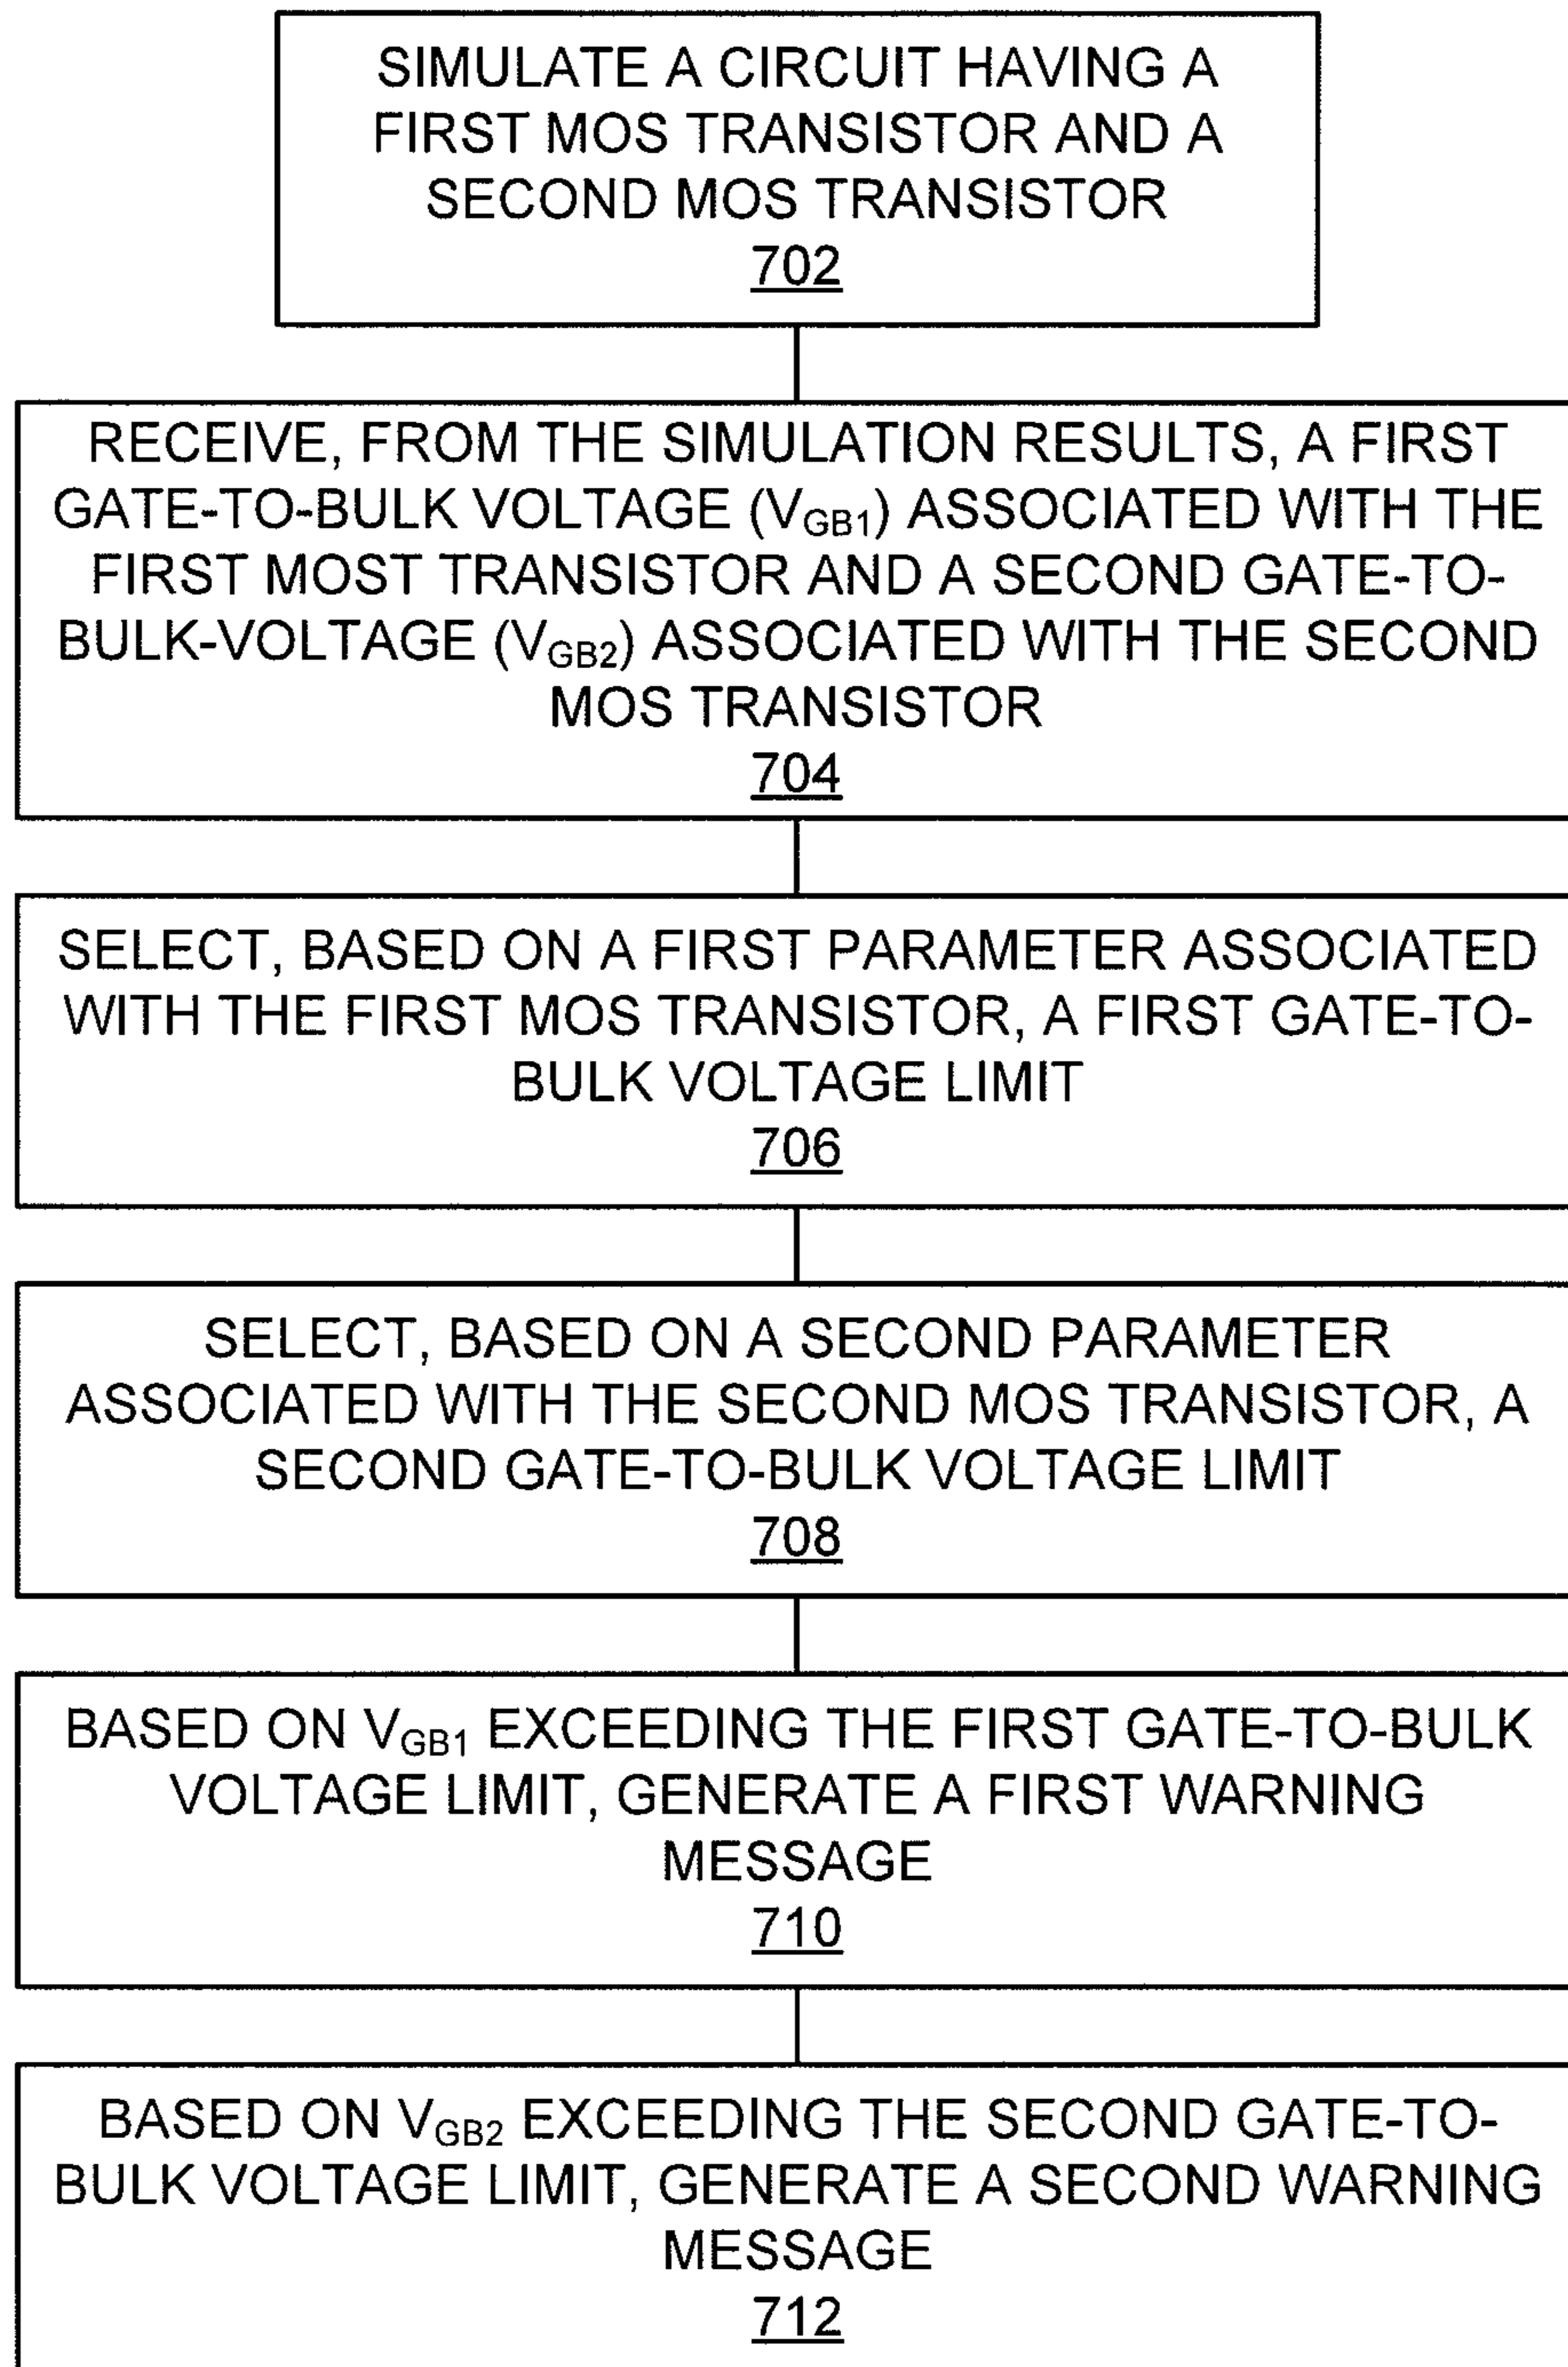 SIMULATE A CIRCUIT HAVING A
FIRST MOS TRANSISTOR AND A
SECOND MOS TRANSISTOR
702
RECEIVE, FROM THE SIMULATION RESULTS, A FIRST
GATE-TO-BULK VOLTAGE (VGB1) ASSOCIATED WITH THE
FIRST MOST TRANSISTOR AND A SECOND GATE-TO-
BULK-VOLTAGE (VGB2) ASSOCIATED WITH THE SECOND
MOS TRANSISTOR
704
SELECT, BASED ON A FIRST PARAMETER ASSOCIATED
WITH THE FIRST MOS TRANSISTOR, A FIRST GATE-TO-
BULK VOLTAGE LIMIT
706
SELECT, BASED ON A SECOND PARAMETER
ASSOCIATED WITH THE SECOND MOS TRANSISTOR, A
SECOND GATE-TO-BULK VOLTAGE LIMIT
708
BASED ON VGB1 EXCEEDING THE FIRST GATE-TO-BULK
VOLTAGE LIMIT, GENERATE A FIRST WARNING
MESSAGE
710
BASED ON VGB2 EXCEEDING THE SECOND GATE-TO-
BULK VOLTAGE LIMIT, GENERATE A SECOND WARNING
MESSAGE
712